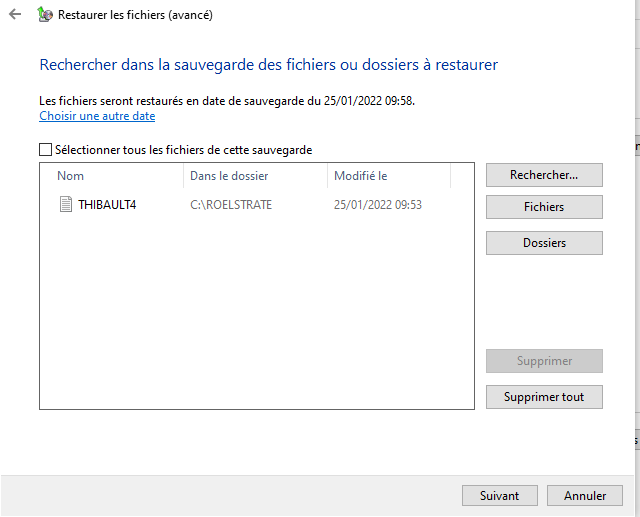 Restaurer les fichiers (avancé)
Rechercher dans la sauvegarde des fichiers ou dossiers à restaurer
Les fichiers seront restaurés en date de sauvegarde du 25/01/2022 09:58.
Choisir une autre date
Sélectionner tous les fichiers de cette sauvegarde
Nom Dans le dossier Modifié le
THIBAULT4 C:\ROELSTRATE 25/01/2022 09:53
Rechercher...
Fichiers
Dossiers
Supprimer
Supprimer tout
Suivant Annuler